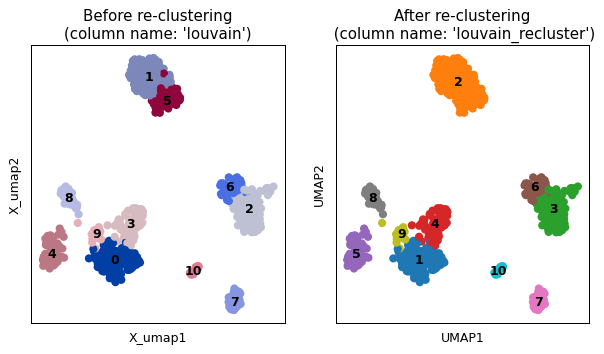 Before re-clustering
(column name: 'louvain')
1
5
6
8
2
3
9
4
0
10
7
X_umap2
X_umap1
After re-clustering
(column name: 'louvain_recluster')
2
6
8
3
4
9
5
1
10
7
UMAP2
UMAP1